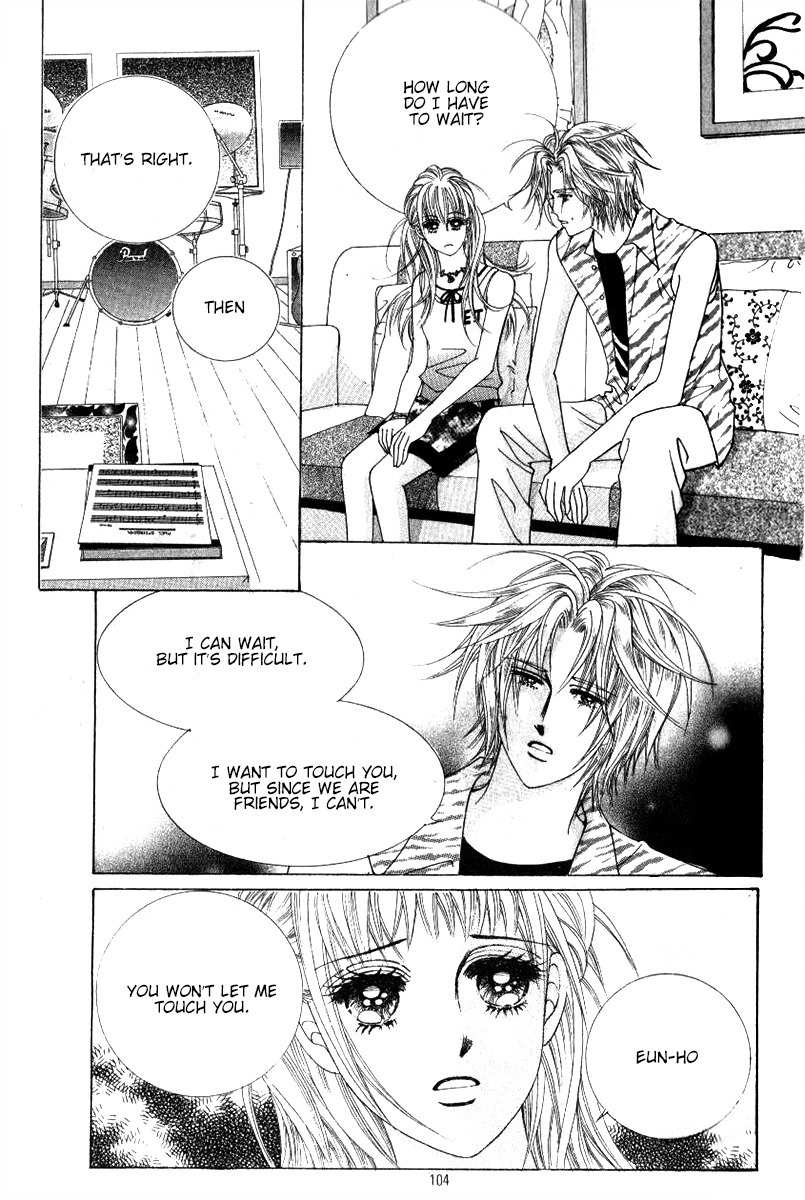 THAT'S RIGHT.
THEN
HOW LONG
DO I HAVE
TO WAIT?
Pearl
ET
I CAN WAIT,
BUT IT'S DIFFICULT.
I WANT TO TOUCH YOU,
BUT SINCE WE ARE
FRIENDS, I CAN'T.
YOU WON'T LET ME
TOUCH YOU.
EUN-HO
104